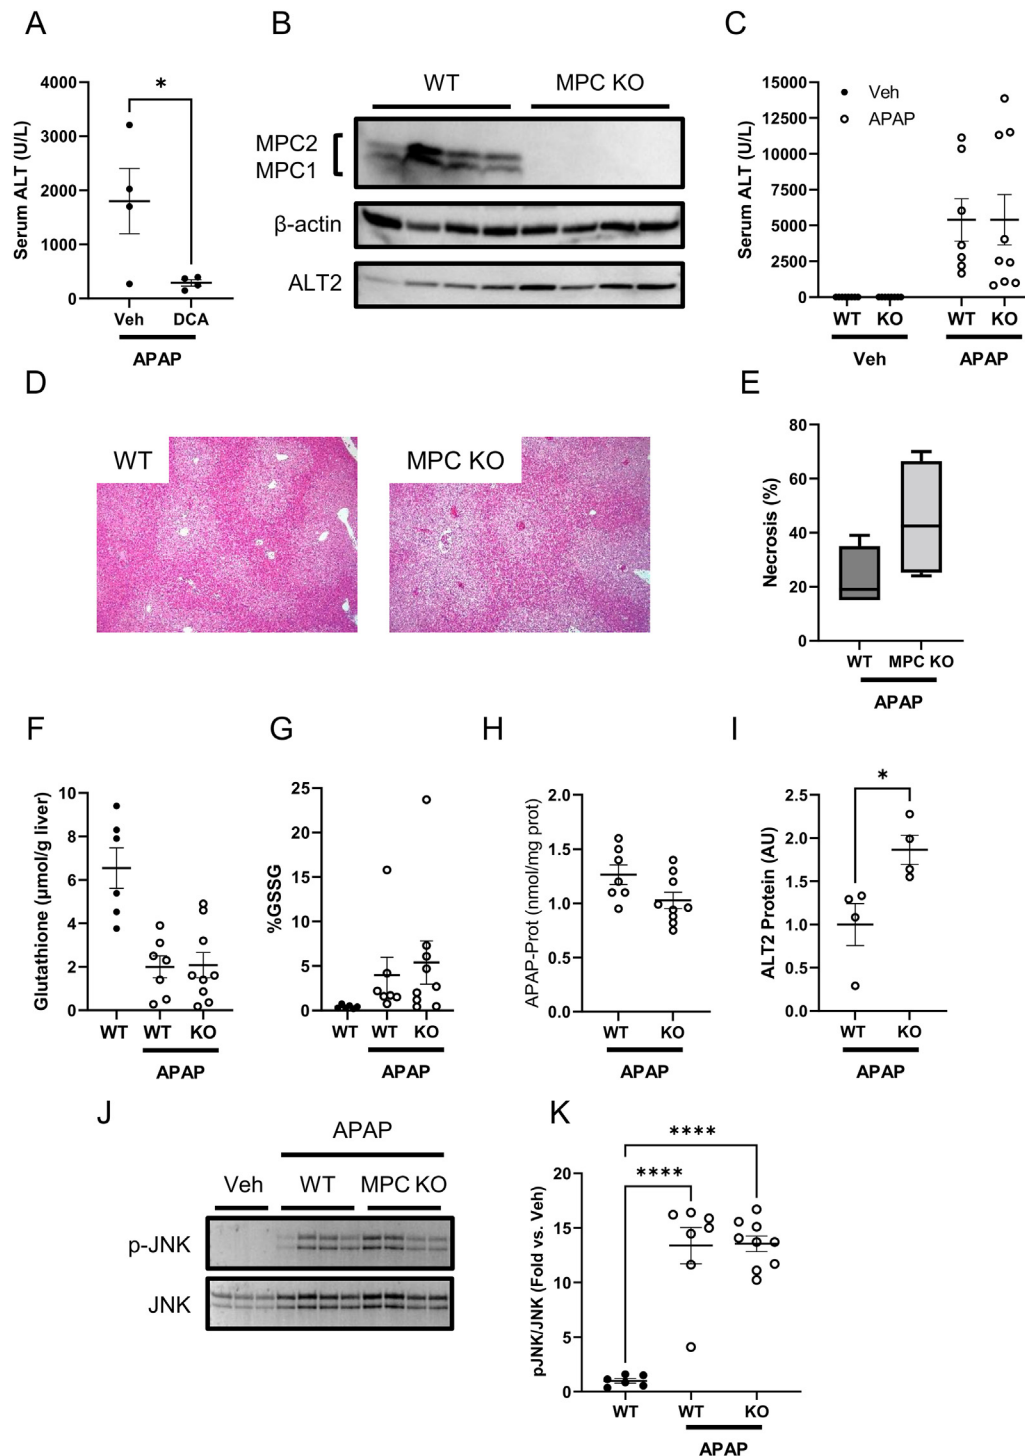 A
B
C
4000
3000
2000
1000
0
Serum ALT (U/L)
*
Veh DCA
APAP
WT MPC KO
MPC2
MPC1
β-actin
ALT2
15000
12500
10000
7500
5000
2500
0
Serum ALT (U/L)
Veh
APAP
WT KO WT KO
Veh APAP
D
E
WT
MPC KO
80
60
40
20
0
Necrosis (%)
WT MPC KO
APAP
F
G
H
I
10
8
6
4
2
0
Glutathione (μmol/g liver)
WT WT KO
APAP
25
20
15
10
5
0
%GSSG
WT WT KO
APAP
2.0
1.5
1.0
0.5
0.0
APAP-Prot (nmol/mg prot)
WT KO
APAP
2.5
2.0
1.5
1.0
0.5
0.0
ALT2 Protein (AU)
*
WT KO
APAP
J
K
APAP
Veh WT MPC KO
p-JNK
JNK
20
15
10
5
0
pJNK/JNK (Fold vs. Veh)
****
****
WT WT KO
APAP